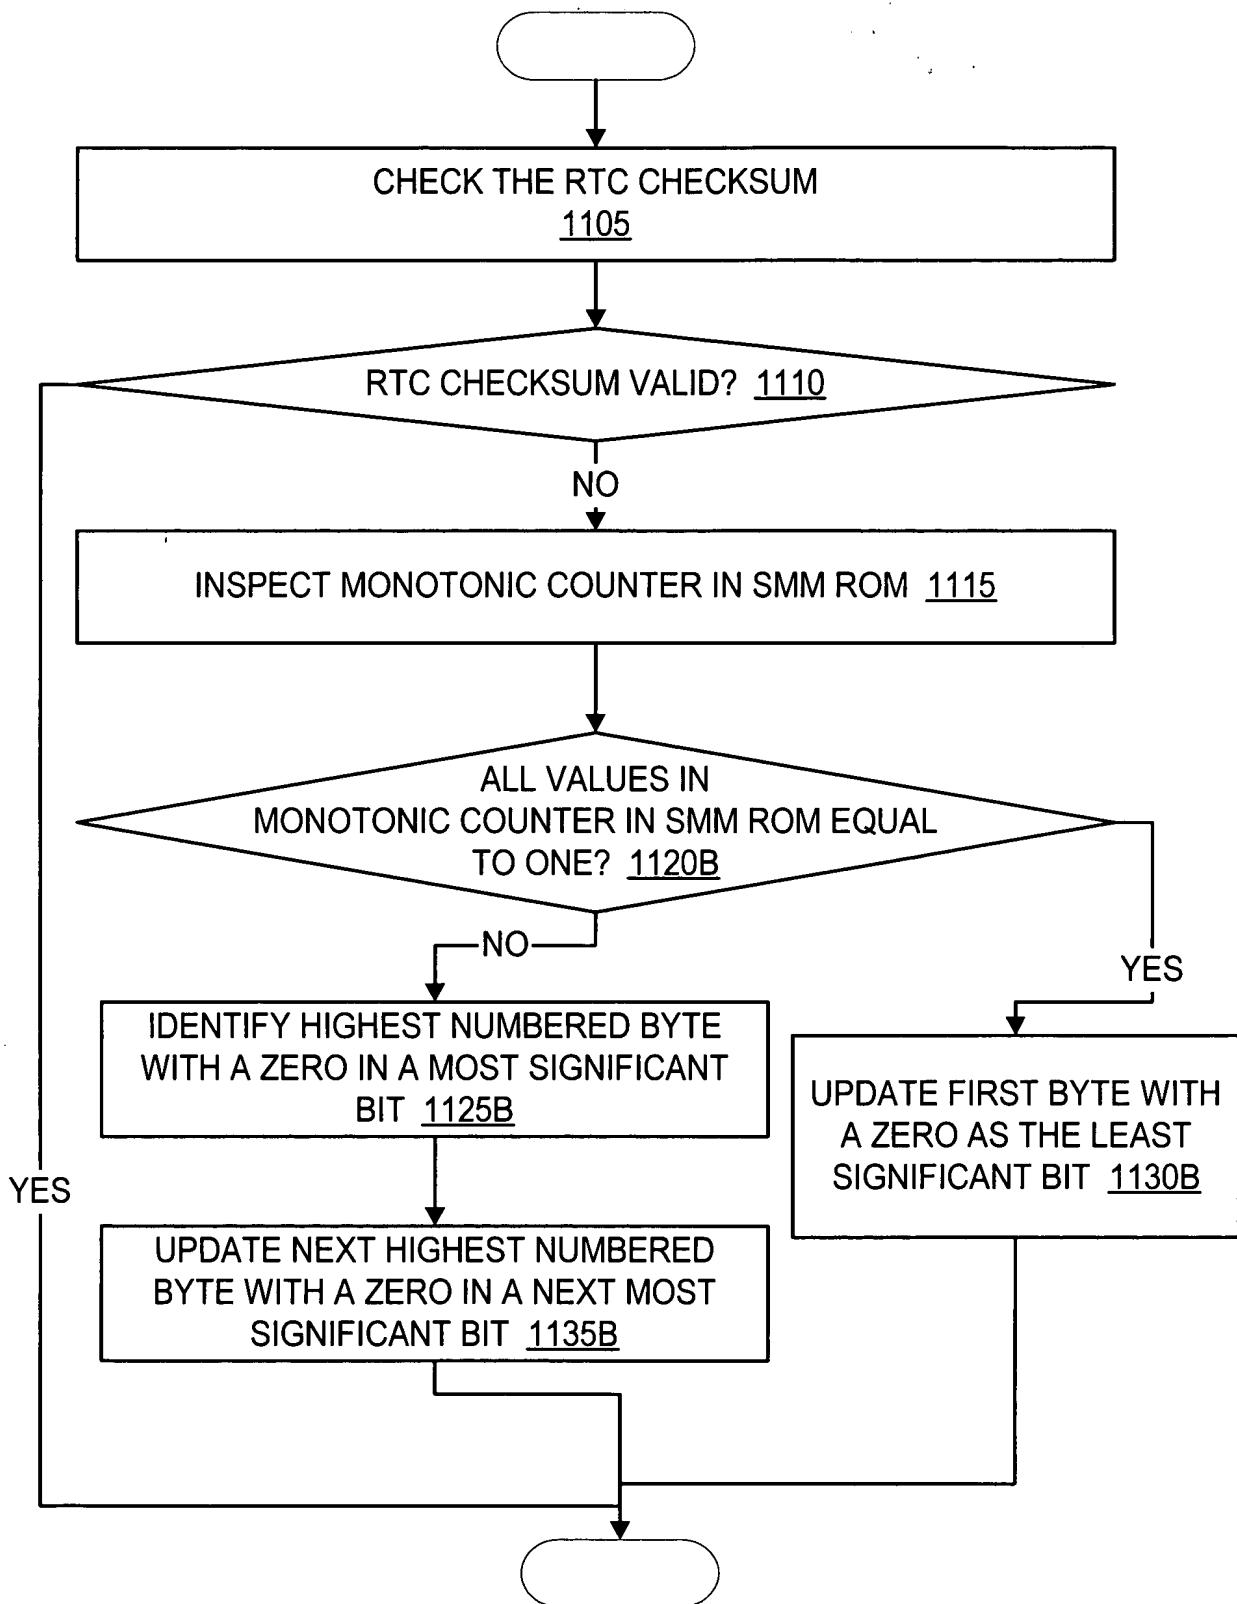 CHECK THE RTC CHECKSUM
1105
RTC CHECKSUM VALID? 1110
NO
INSPECT MONOTONIC COUNTER IN SMM ROM 1115
ALL VALUES IN
MONOTONIC COUNTER IN SMM ROM EQUAL
TO ONE? 1120B
NO
YES
IDENTIFY HIGHEST NUMBERED BYTE
WITH A ZERO IN A MOST SIGNIFICANT
BIT 1125B
UPDATE FIRST BYTE WITH
A ZERO AS THE LEAST
SIGNIFICANT BIT 1130B
YES
UPDATE NEXT HIGHEST NUMBERED
BYTE WITH A ZERO IN A NEXT MOST
SIGNIFICANT BIT 1135B